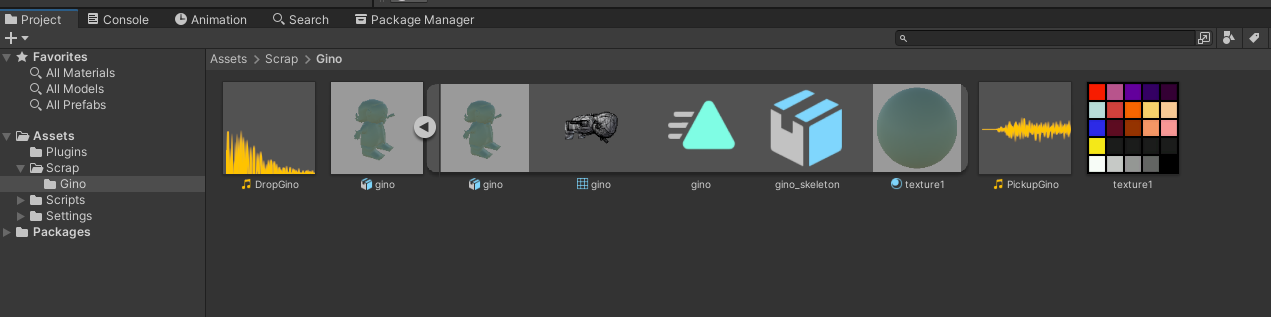 Project Console Animation Search Package Manager
Favorites
All Materials
All Models
All Prefabs
Assets
Plugins
Scrap
Gino
Scripts
Settings
Packages
Assets > Scrap > Gino
DropGino gino gino gino gino gino_skeleton texture1 PickupGino texture1